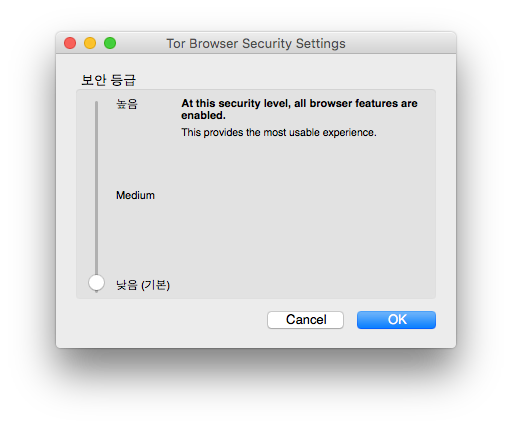 Tor Browser Security Settings
보안 등급
높음
At this security level, all browser features are
enabled.
This provides the most usable experience.
Medium
낮음 (기본)
Cancel
OK